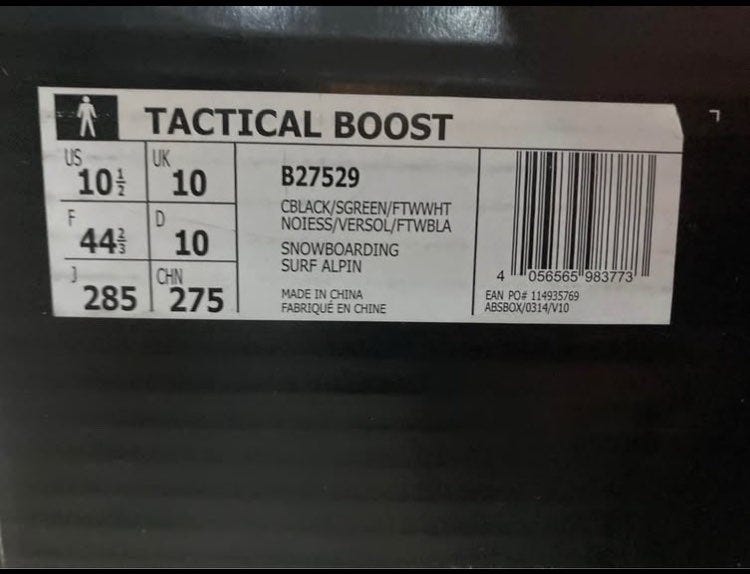 TACTICAL BOOST
US 10½ UK 10
F 44⅔ D 10
J 285 CHN 275
B27529
CBLACK/SGREEN/FTWWHT
NOIESS/VERSOL/FTWBLA
SNOWBOARDING
SURF ALPIN
MADE IN CHINA
FABRIQUÉ EN CHINE
4 056565 983773
EAN PO# 114935769
ABSBOX/0314/V10